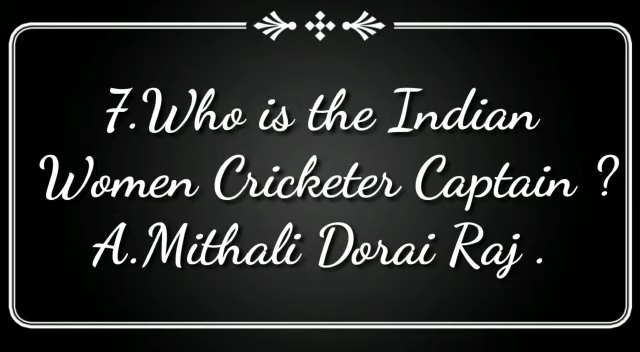 7.Who is the Indian
Women Cricketer Captain ?
A.Mithali Dorai Raj .